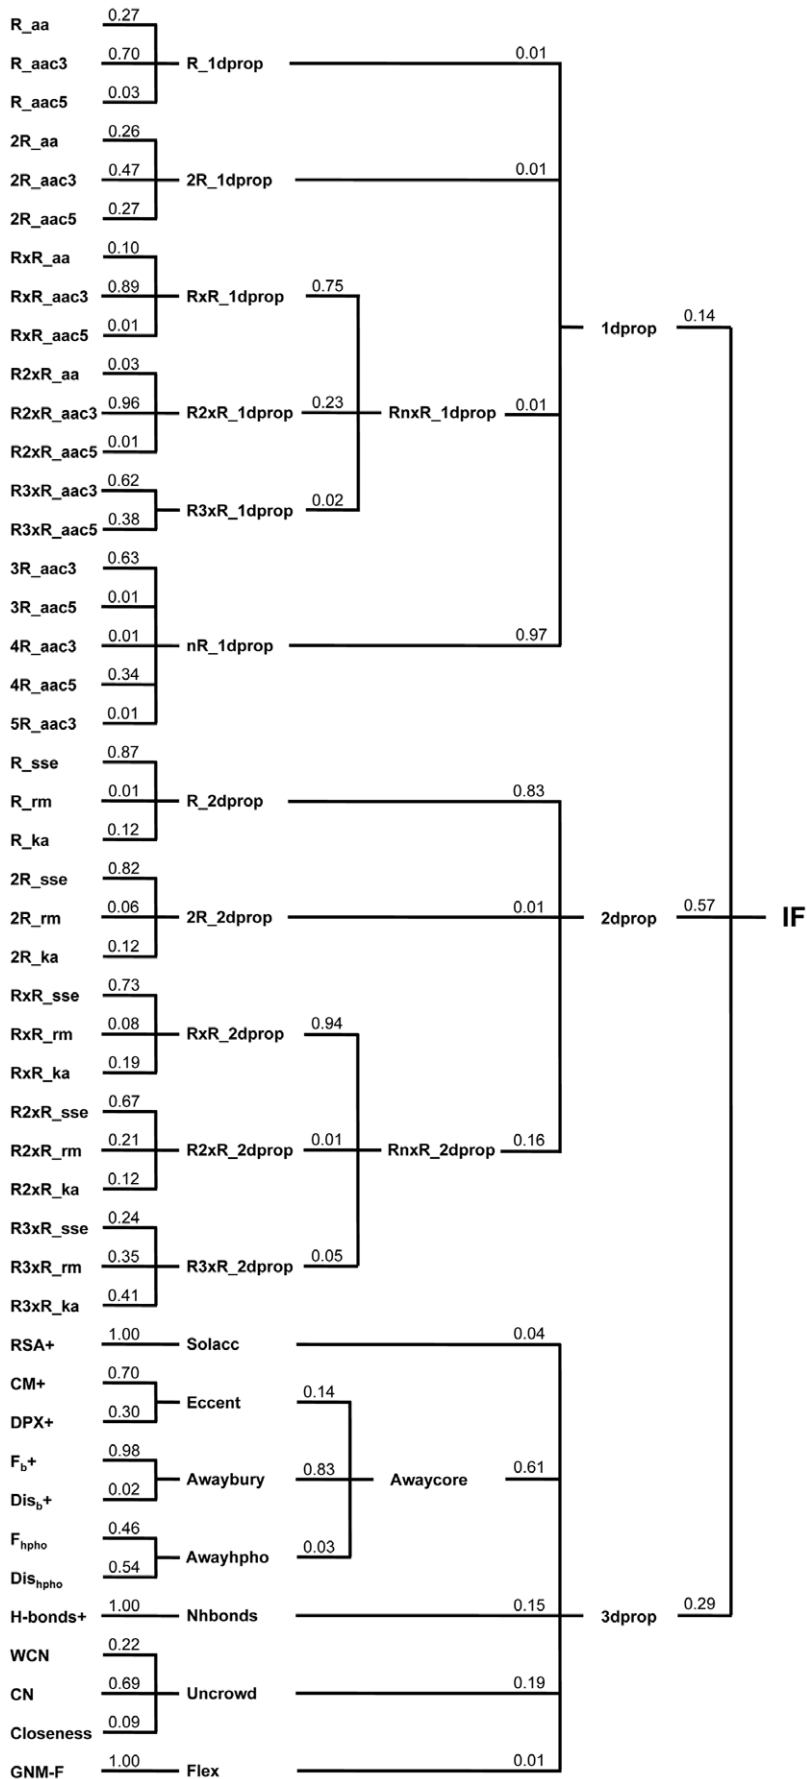 R_aa 0.27
R_aac3 0.70 R_1dprop 0.01
R_aac5 0.03
2R_aa 0.26
2R_aac3 0.47 2R_1dprop 0.01
2R_aac5 0.27
RxR_aa 0.10
RxR_aac3 0.89 RxR_1dprop 0.75
RxR_aac5 0.01 1dprop 0.14
R2xR_aa 0.03
R2xR_aac3 0.96 R2xR_1dprop 0.23 RnxR_1dprop 0.01
R2xR_aac5 0.01
R3xR_aac3 0.62
R3xR_1dprop 0.02
R3xR_aac5 0.38
3R_aac3 0.63
3R_aac5 0.01
4R_aac3 0.01 nR_1dprop 0.97
4R_aac5 0.34
5R_aac3 0.01
R_sse 0.87
R_rm 0.01 R_2dprop 0.83
R_ka 0.12
2R_sse 0.82
2R_rm 0.06 2R_2dprop 0.01 2dprop 0.57 IF
2R_ka 0.12
RxR_sse 0.73
RxR_rm 0.08 RxR_2dprop 0.94
RxR_ka 0.19
R2xR_sse 0.67
R2xR_rm 0.21 R2xR_2dprop 0.01 RnxR_2dprop 0.16
R2xR_ka 0.12
R3xR_sse 0.24
R3xR_rm 0.35 R3xR_2dprop 0.05
R3xR_ka 0.41
RSA+ 1.00 Solacc 0.04
CM+ 0.70
Eccent 0.14
DPX+ 0.30
Fb+ 0.98
Awaybury 0.83 Awaycore 0.61
Disb+ 0.02
Fhpho 0.46
Awayhpho 0.03
Dishpho 0.54
H-bonds+ 1.00 Nhbonds 0.15 3dprop 0.29
WCN 0.22
CN 0.69 Uncrowd 0.19
Closeness 0.09
GNM-F 1.00 Flex 0.01